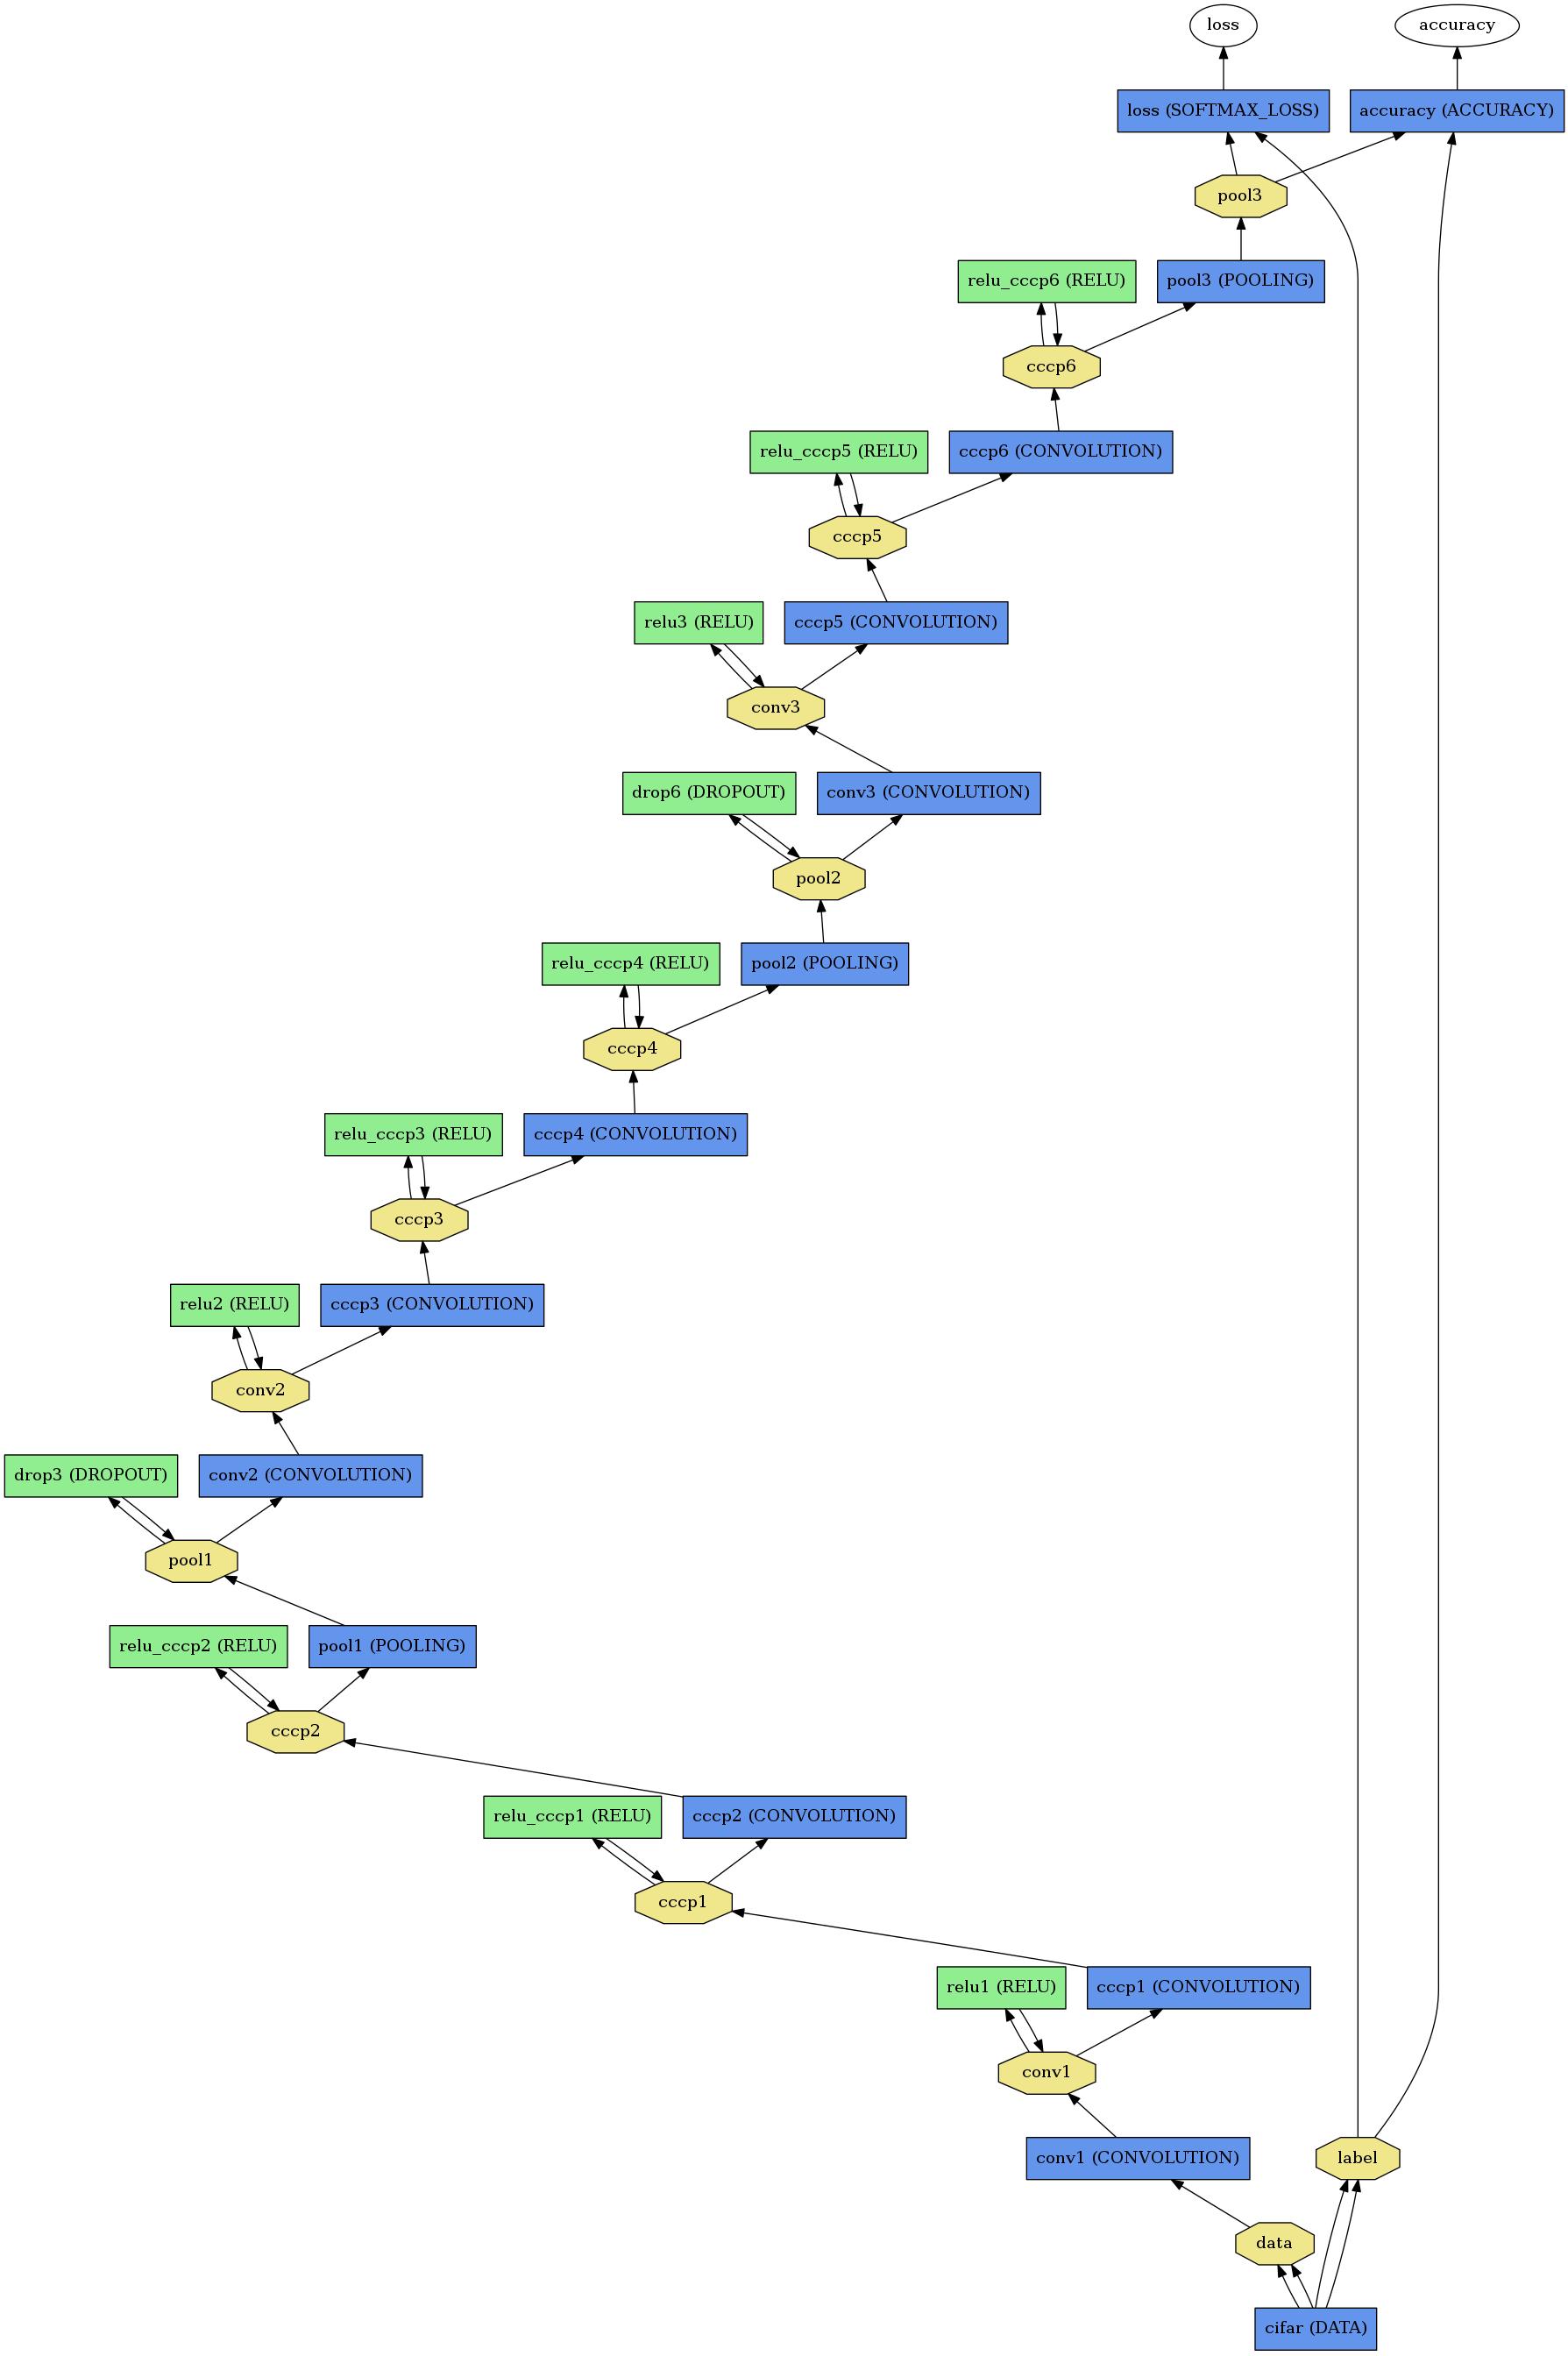 loss
accuracy
loss (SOFTMAX_LOSS)
accuracy (ACCURACY)
pool3
relu_cccp6 (RELU)
pool3 (POOLING)
cccp6
relu_cccp5 (RELU)
cccp6 (CONVOLUTION)
cccp5
relu3 (RELU)
cccp5 (CONVOLUTION)
conv3
drop6 (DROPOUT)
conv3 (CONVOLUTION)
pool2
relu_cccp4 (RELU)
pool2 (POOLING)
cccp4
relu_cccp3 (RELU)
cccp4 (CONVOLUTION)
cccp3
relu2 (RELU)
cccp3 (CONVOLUTION)
conv2
drop3 (DROPOUT)
conv2 (CONVOLUTION)
pool1
relu_cccp2 (RELU)
pool1 (POOLING)
cccp2
relu_cccp1 (RELU)
cccp2 (CONVOLUTION)
cccp1
relu1 (RELU)
cccp1 (CONVOLUTION)
conv1
conv1 (CONVOLUTION)
label
data
cifar (DATA)